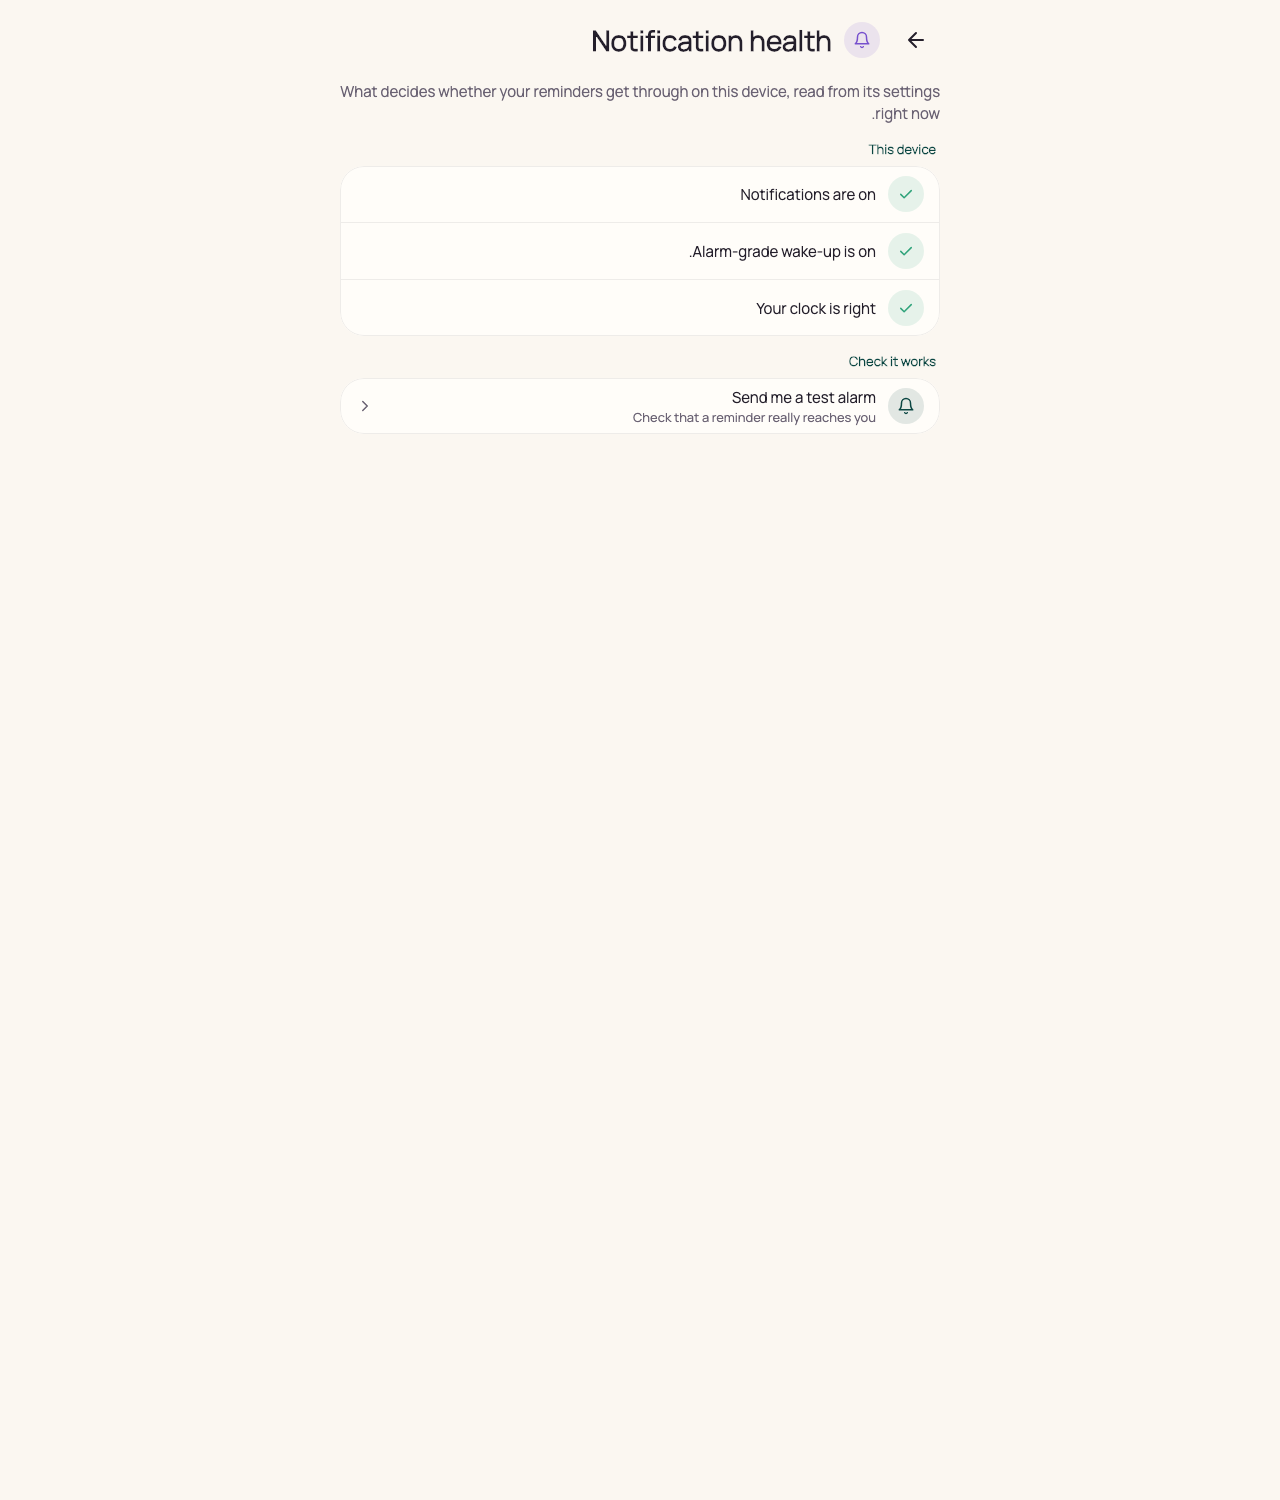 Notification health
What decides whether your reminders get through on this device, read from its settings
.right now
This device
Notifications are on
.Alarm-grade wake-up is on
Your clock is right
Check it works
Send me a test alarm
Check that a reminder really reaches you